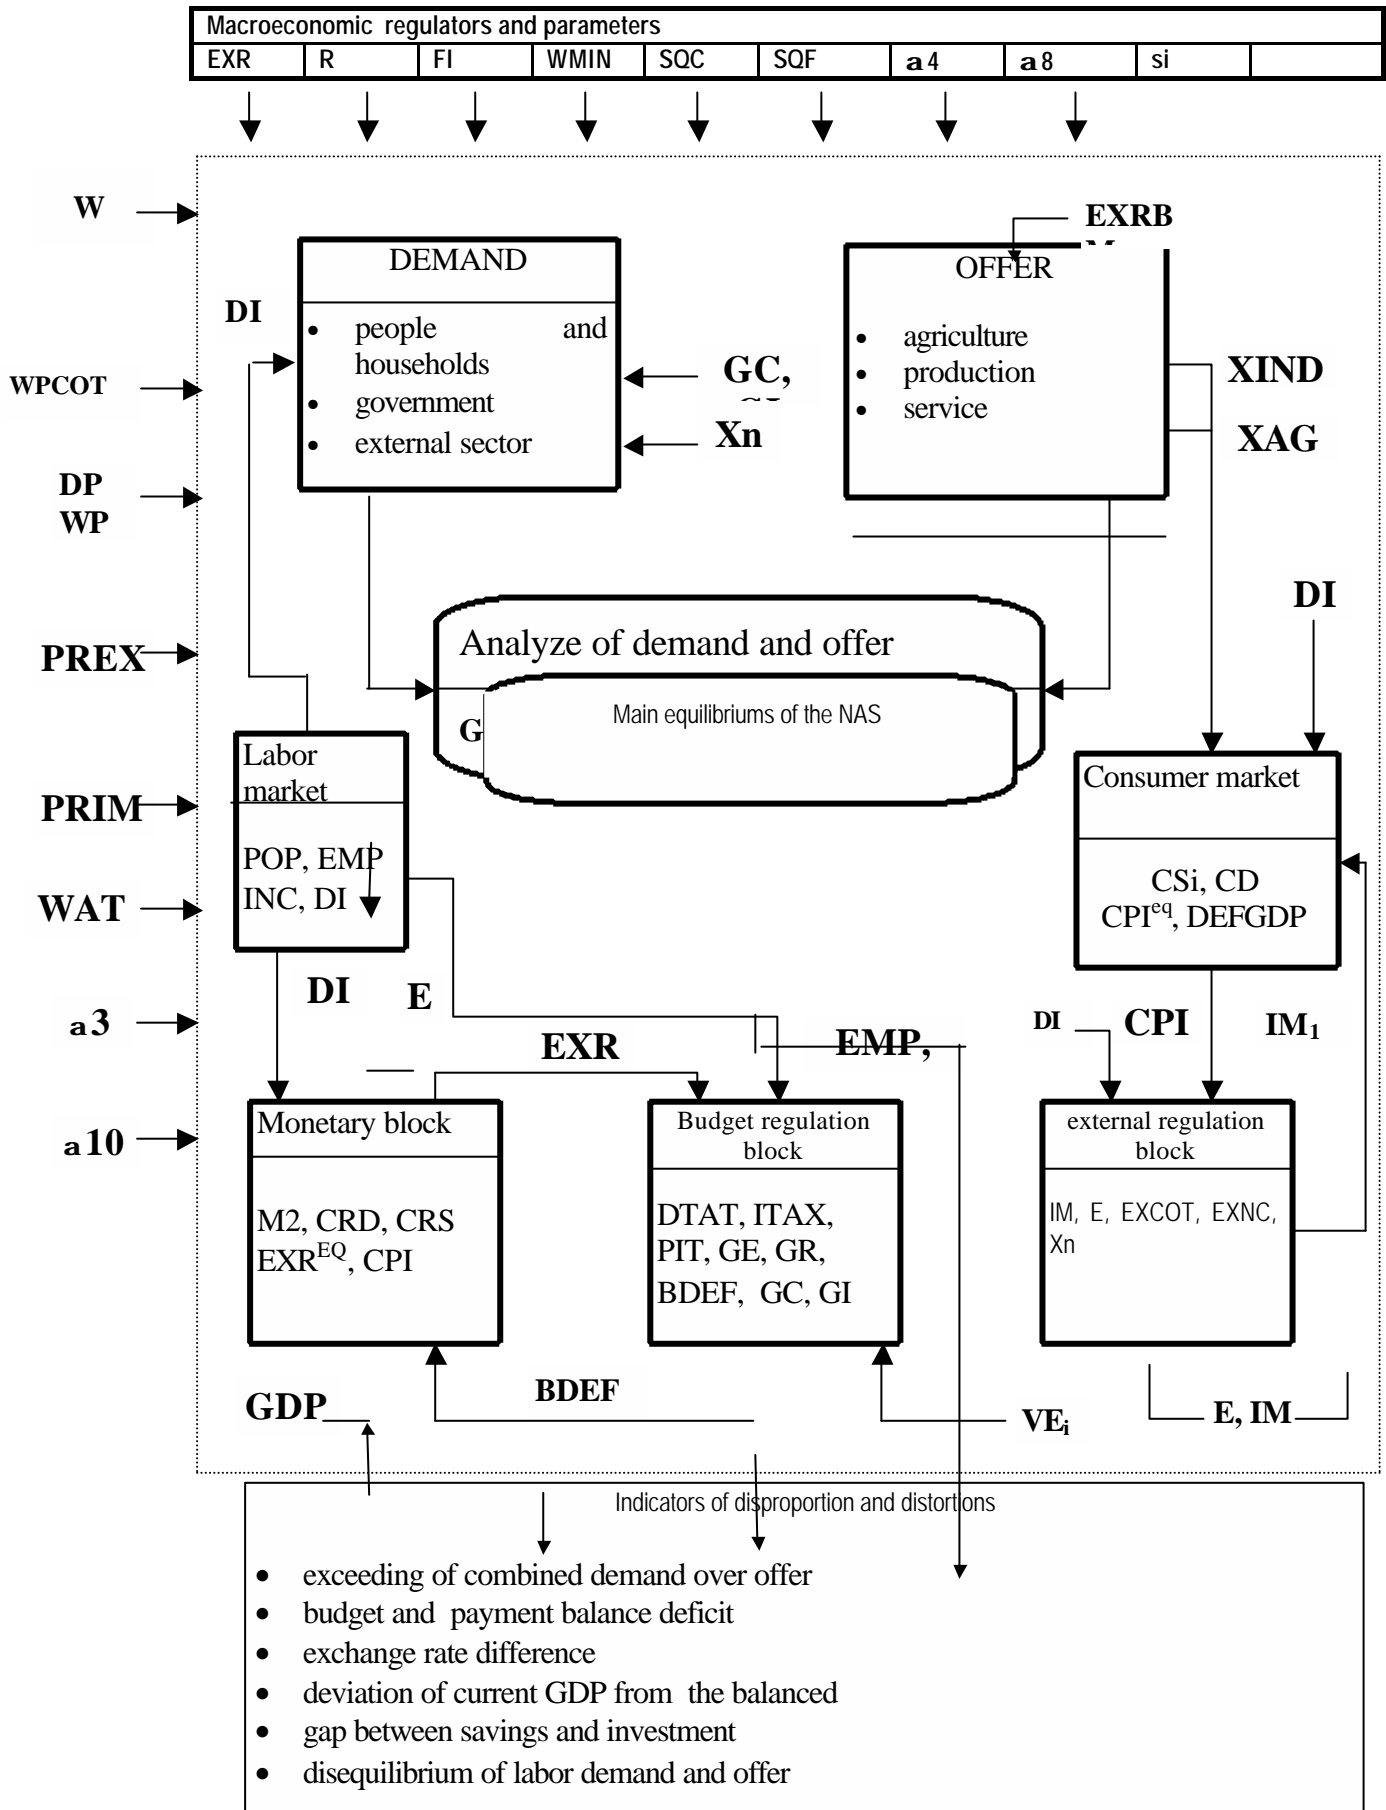 Macroeconomic regulators and parameters
EXR R FI WMIN SQC SQF a4 a8 si
W
EXRB
DEMAND
OFFER
DI
• people and
households
• government
• external sector
• agriculture
• production
• service
WPCOT
GC,
Xn
XIND
XAG
DP
WP
DI
PREX
Analyze of demand and offer
Main equilibriums of the NAS
G
Labor
market
Consumer market
PRIM
POP, EMP
INC, DI
CSi, CD
CPI^eq, DEFGDP
WAT
DI
E
a3
EXR
EMP,
DI
CPI
IM₁
a10
Monetary block
Budget regulation
block
external regulation
block
M2, CRD, CRS
EXR^EQ, CPI
DTAT, ITAX,
PIT, GE, GR,
BDEF, GC, GI
IM, E, EXCOT, EXNC,
Xn
GDP
BDEF
VEᵢ
E, IM
Indicators of disproportion and distortions
• exceeding of combined demand over offer
• budget and payment balance deficit
• exchange rate difference
• deviation of current GDP from the balanced
• gap between savings and investment
• disequilibrium of labor demand and offer